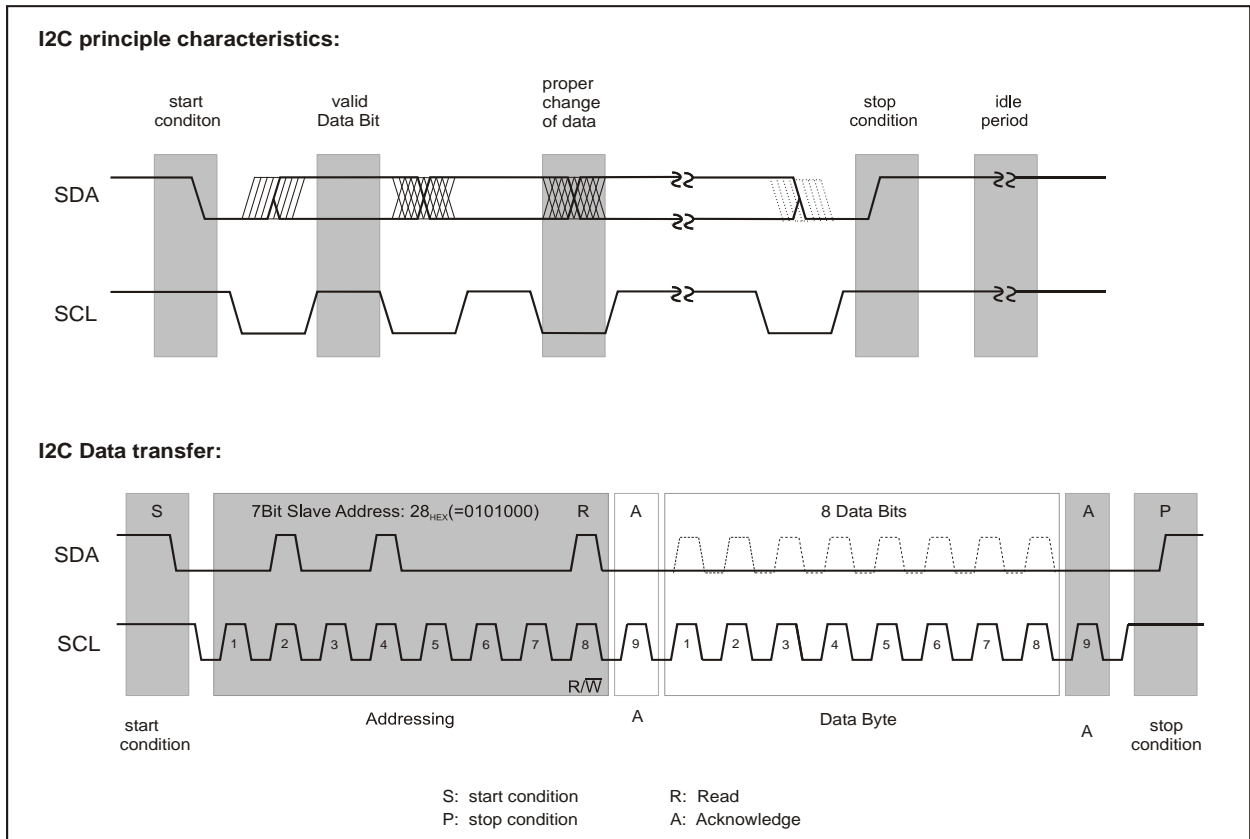 I2C principle characteristics:
start
conditon
valid
Data Bit
proper
change
of data
stop
condition
idle
period
SDA
SCL
I2C Data transfer:
S
7Bit Slave Address: 28HEX(=0101000)
R
A
8 Data Bits
A
P
SDA
SCL
1
2
3
4
5
6
7
8
9
1
2
3
4
5
6
7
8
9
R/W̅
start
condition
Addressing
A
Data Byte
A
stop
condition
S: start condition
R: Read
P: stop condition
A: Acknowledge